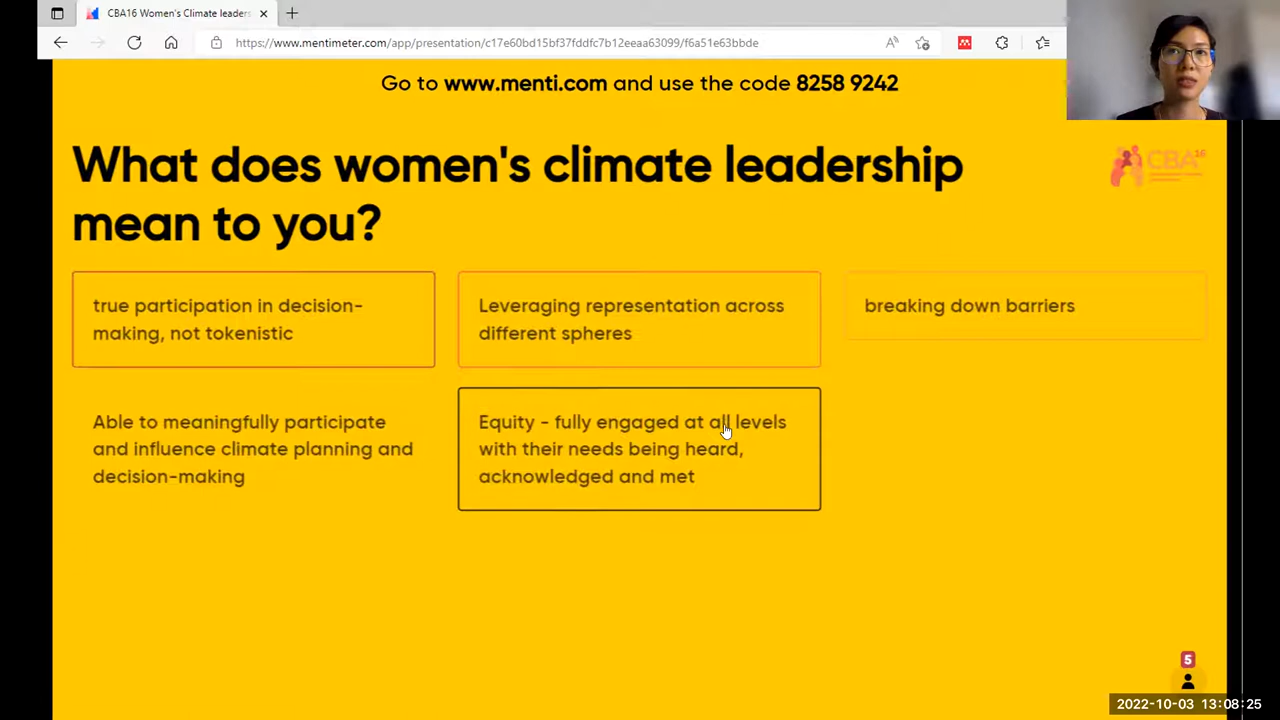 CBA16 Women's Climate leaders
https://www.mentimeter.com/app/presentation/c17e60bd15bf37fddfc7b12eeaa63099/f6a51e63bbde
Go to www.menti.com and use the code 8258 9242
What does women's climate leadership
mean to you?
CBA16
true participation in decision-
making, not tokenistic
Leveraging representation across
different spheres
breaking down barriers
Able to meaningfully participate
and influence climate planning and
decision-making
Equity - fully engaged at all levels
with their needs being heard,
acknowledged and met
5
2022-10-03 13:08:25